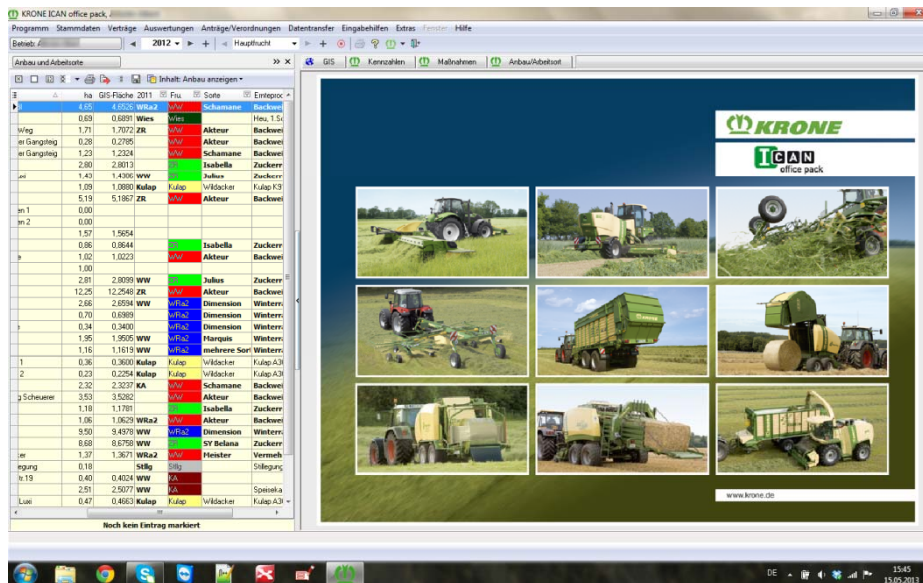 KRONE ICAN office pack,
Programm Stammdaten Verträge Auswertungen Anträge/Verordnungen Datentransfer Eingabehilfen Extras Fenster Hilfe
Betrieb: 2012 Hauptfrucht
Anbau und Arbeitsorte
GIS Kennzahlen Maßnahmen Anbau/Arbeitsort
Inhalt: Anbau anzeigen
ha GIS-Fläche 2011 Fru Sorte Ernteprod
4,65 4,6526 WRa2 WW Schamane Backwei
0,69 0,6891 Wies Wies Heu, 1.Sc
Weg 1,71 1,7072 ZR WW Akteur Backwei
er Gangsteig 0,28 0,2785 WW Akteur Backwei
er Gangsteig 1,23 1,2324 WW Schamane Backwei
2,80 2,8013 ZR Isabella Zuckerr
1,43 1,4306 WW ZR Julius Zuckerr
1,09 1,0880 Kulap Kulap Wildacker Kulap K9
5,19 5,1867 ZR WW Akteur Backwei
en 1 0,00
en 2 0,00
1,57 1,5654
0,86 0,8644 ZR Isabella Zuckerr
e 1,02 1,0223 WW Akteur Backwei
1,00
2,81 2,8099 WW ZR Julius Zuckerr
12,25 12,2548 ZR WW Akteur Backwei
2,66 2,6594 WW WRa2 Dimension Winterra
0,70 0,6989 WRa2 Dimension Winterra
0,34 0,3400 WRa2 Dimension Winterra
1,95 1,9505 WW WRa2 Marquis Winterra
1,16 1,1619 WW WRa2 mehrere Sort Winterra
1 0,36 0,3600 Kulap Kulap Wildacker Kulap A3
2 0,23 0,2254 Kulap Kulap Wildacker Kulap A3
2,32 2,3237 KA WW Schamane Backwei
g Scheuerer 3,53 3,5282 WW Akteur Backwei
1,18 1,1781 ZR Isabella Zuckerr
1,06 1,0629 WRa2 WW Akteur Backwei
9,50 9,4978 WW WRa2 Dimension Winterra
8,68 8,6758 WW ZR SY Belana Zuckerr
1,37 1,3671 WRa2 WW Meister Vermeh
egung 0,18 Stllg Stllg Stillegung
tr.19 0,40 0,4024 WW KA
2,51 2,5077 WW KA Speiseka
Luxi 0,47 0,4663 Kulap Kulap Wildacker Kulap A3
Noch kein Eintrag markiert
KRONE
ICAN
office pack
www.krone.de
DE 15:45